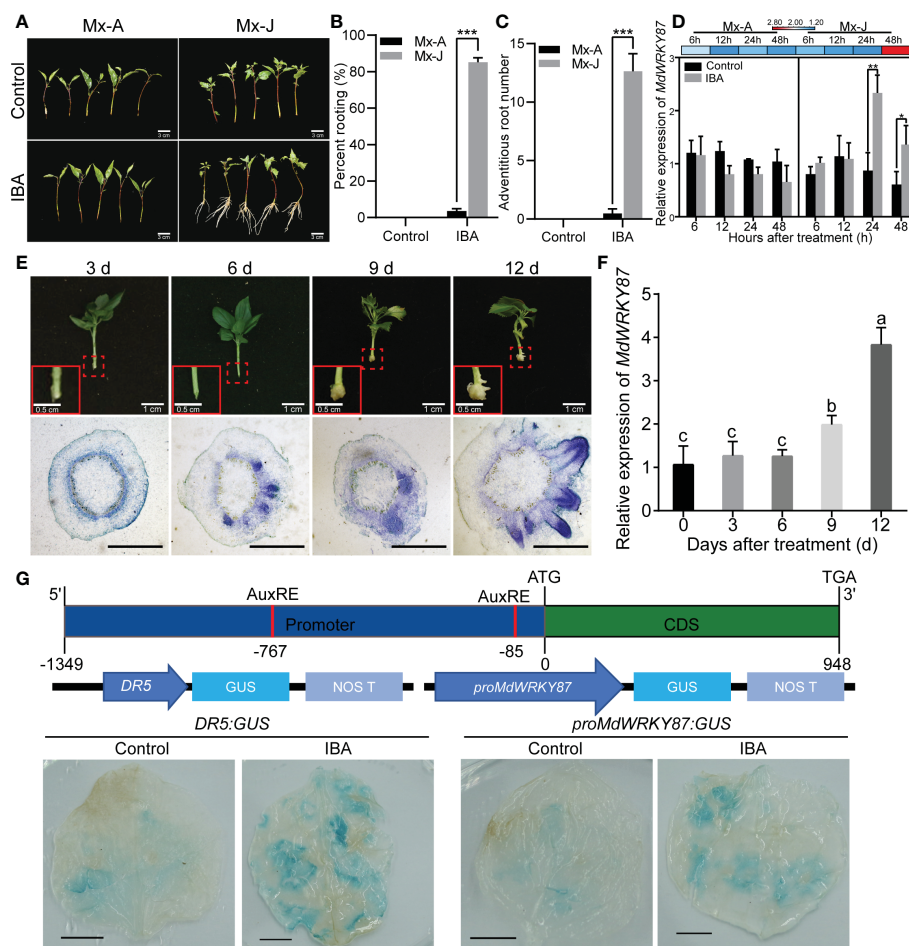 A
Mx-A
Mx-J
Control
IBA
3 cm
3 cm
3 cm
3 cm
B
Percent rooting (%)
100
80
60
40
20
0
Mx-A
Mx-J
***
Control
IBA
C
Adventitious root number
15
10
5
0
Mx-A
Mx-J
***
Control
IBA
D
Mx-A
2.80 2.00 1.20
Mx-J
6h 12h 24h 48h 6h 12h 24h 48h
Relative expression of MdWRKY87
3
2
1
0
Control
IBA
**
*
6 12 24 48 6 12 24 48
Hours after treatment (h)
E
3 d
6 d
9 d
12 d
0.5 cm
1 cm
0.5 cm
1 cm
0.5 cm
1 cm
0.5 cm
1 cm
F
Relative expression of MdWRKY87
5
4
3
2
1
0
c
c
c
b
a
0 3 6 9 12
Days after treatment (d)
G
5'
AuxRE
AuxRE
ATG
TGA
3'
Promoter
CDS
-1349
-767
-85
0
948
DR5
GUS
NOS T
proMdWRKY87
GUS
NOS T
DR5:GUS
proMdWRKY87:GUS
Control
IBA
Control
IBA